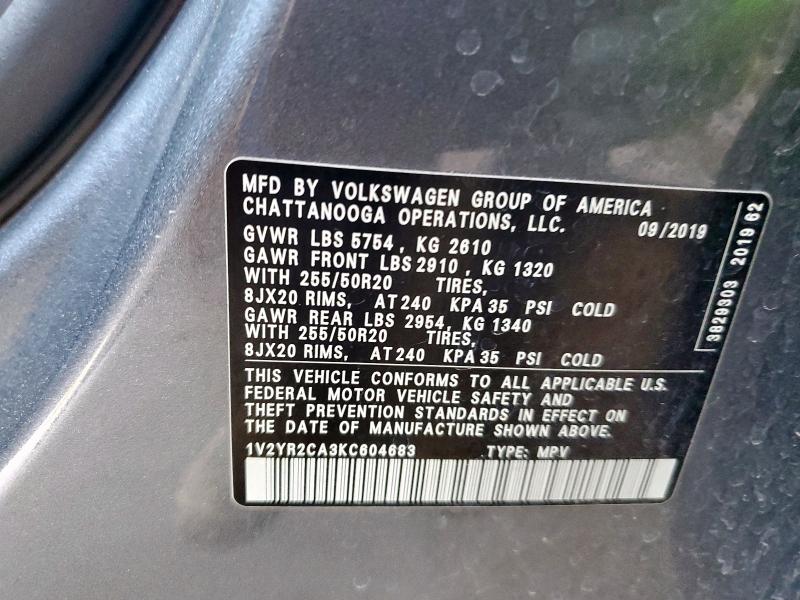 MFD BY VOLKSWAGEN GROUP OF AMERICA
CHATTANOOGA OPERATIONS, LLC.
09/2019
GVWR LBS 5754, KG 2610
GAWR FRONT LBS 2910, KG 1320
WITH 255/50R20 TIRES,
8JX20 RIMS, AT 240 KPA 35 PSI COLD
GAWR REAR LBS 2954, KG 1340
WITH 255/50R20 TIRES,
8JX20 RIMS, AT 240 KPA 35 PSI COLD
THIS VEHICLE CONFORMS TO ALL APPLICABLE U.S.
FEDERAL MOTOR VEHICLE SAFETY AND
THEFT PREVENTION STANDARDS IN EFFECT ON
THE DATE OF MANUFACTURE SHOWN ABOVE.
1V2YR2CA3KC604683 TYPE: MPV
3829303 2019 62